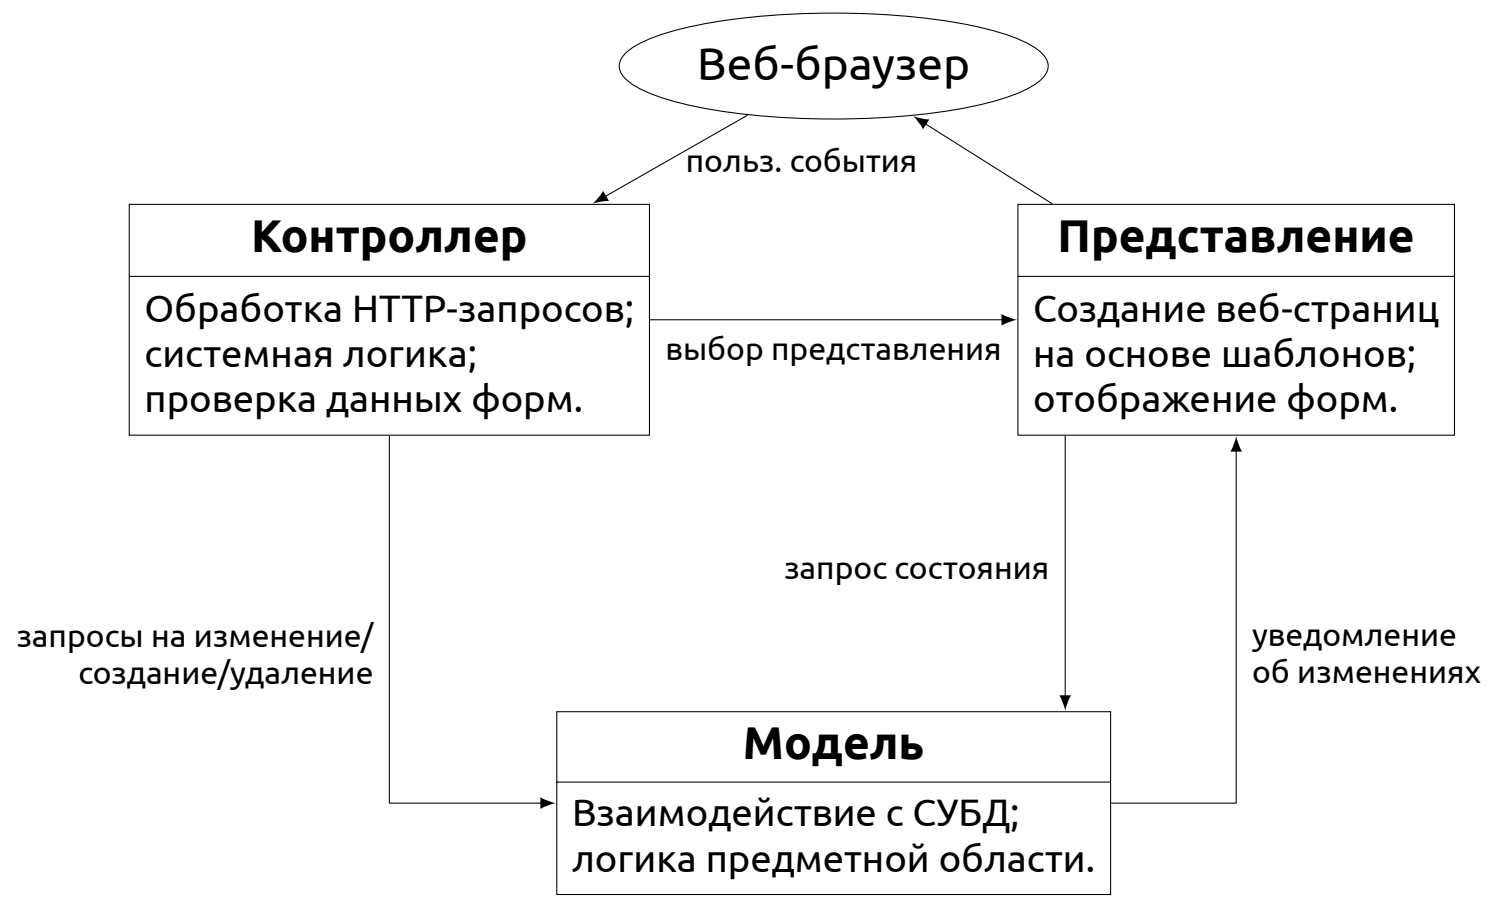 Веб-браузер
польз. события
Контроллер
Обработка HTTP-запросов;
системная логика;
проверка данных форм.
выбор представления
Представление
Создание веб-страниц
на основе шаблонов;
отображение форм.
запрос состояния
запросы на изменение/
создание/удаление
уведомление
об изменениях
Модель
Взаимодействие с СУБД;
логика предметной области.